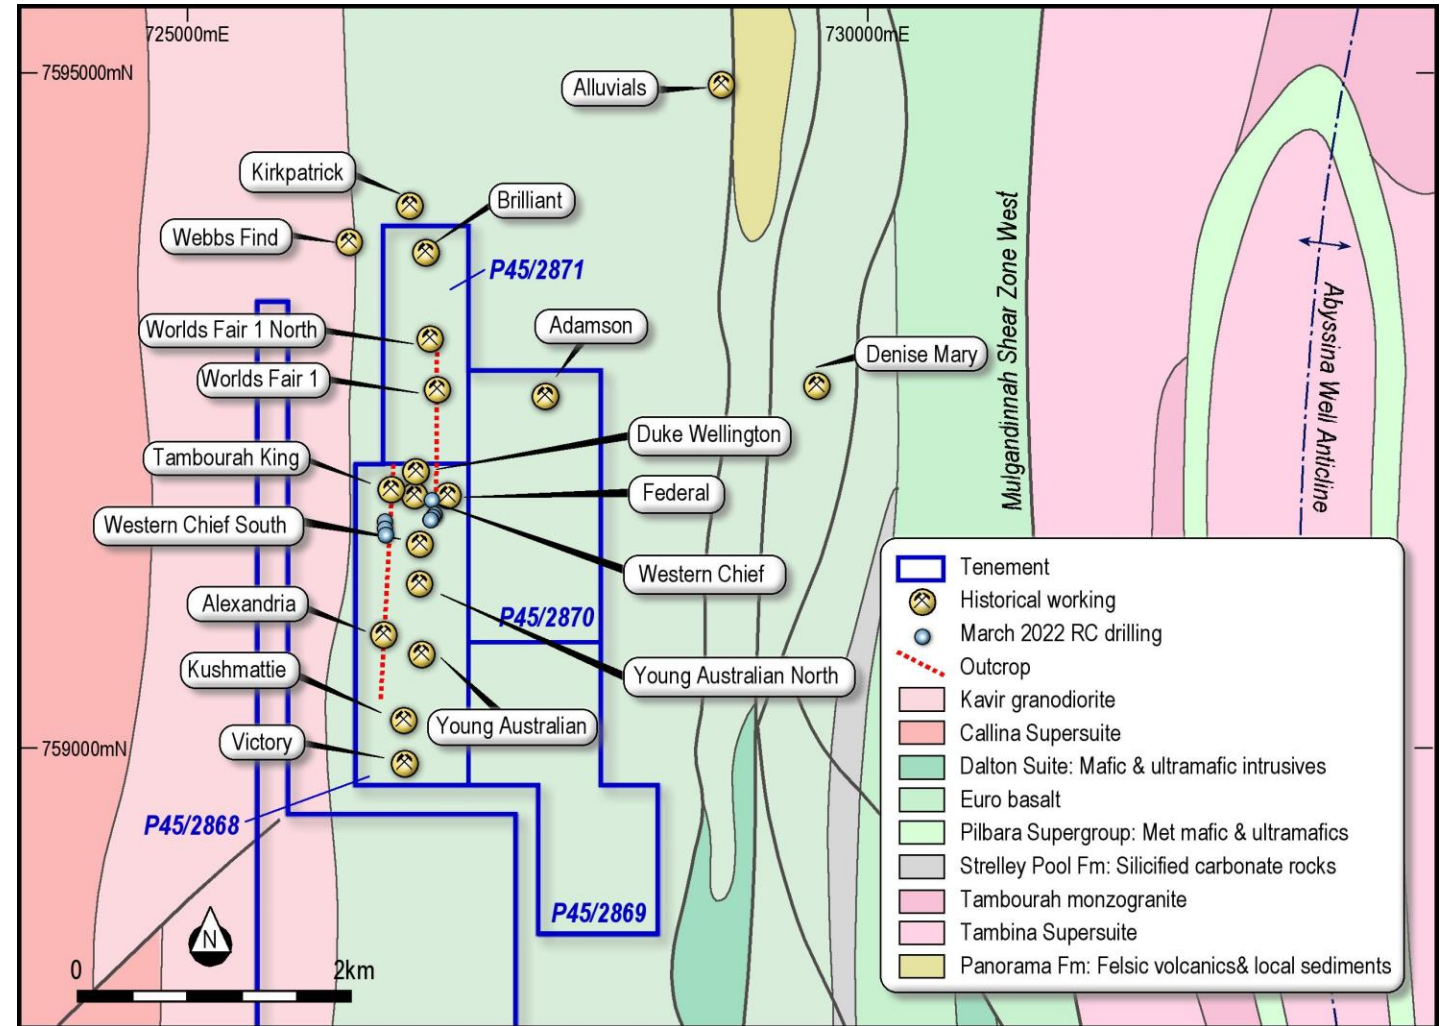 725000mE
730000mE
7595000mN
Alluvials
Kirkpatrick
Brilliant
Webbs Find
P45/2871
Worlds Fair 1 North
Adamson
Denise Mary
Worlds Fair 1
Mulgandinnah Shear Zone West
Abyssina Well Anticline
Duke Wellington
Tambourah King
Federal
Western Chief South
Western Chief
Alexandria
P45/2870
Kushmattie
Young Australian North
Young Australian
Victory
759000mN
P45/2868
P45/2869
N
0
2km
Tenement
Historical working
March 2022 RC drilling
Outcrop
Kavir granodiorite
Callina Supersuite
Dalton Suite: Mafic & ultramafic intrusives
Euro basalt
Pilbara Supergroup: Met mafic & ultramafics
Strelley Pool Fm: Silicified carbonate rocks
Tambourah monzogranite
Tambina Supersuite
Panorama Fm: Felsic volcanics& local sediments